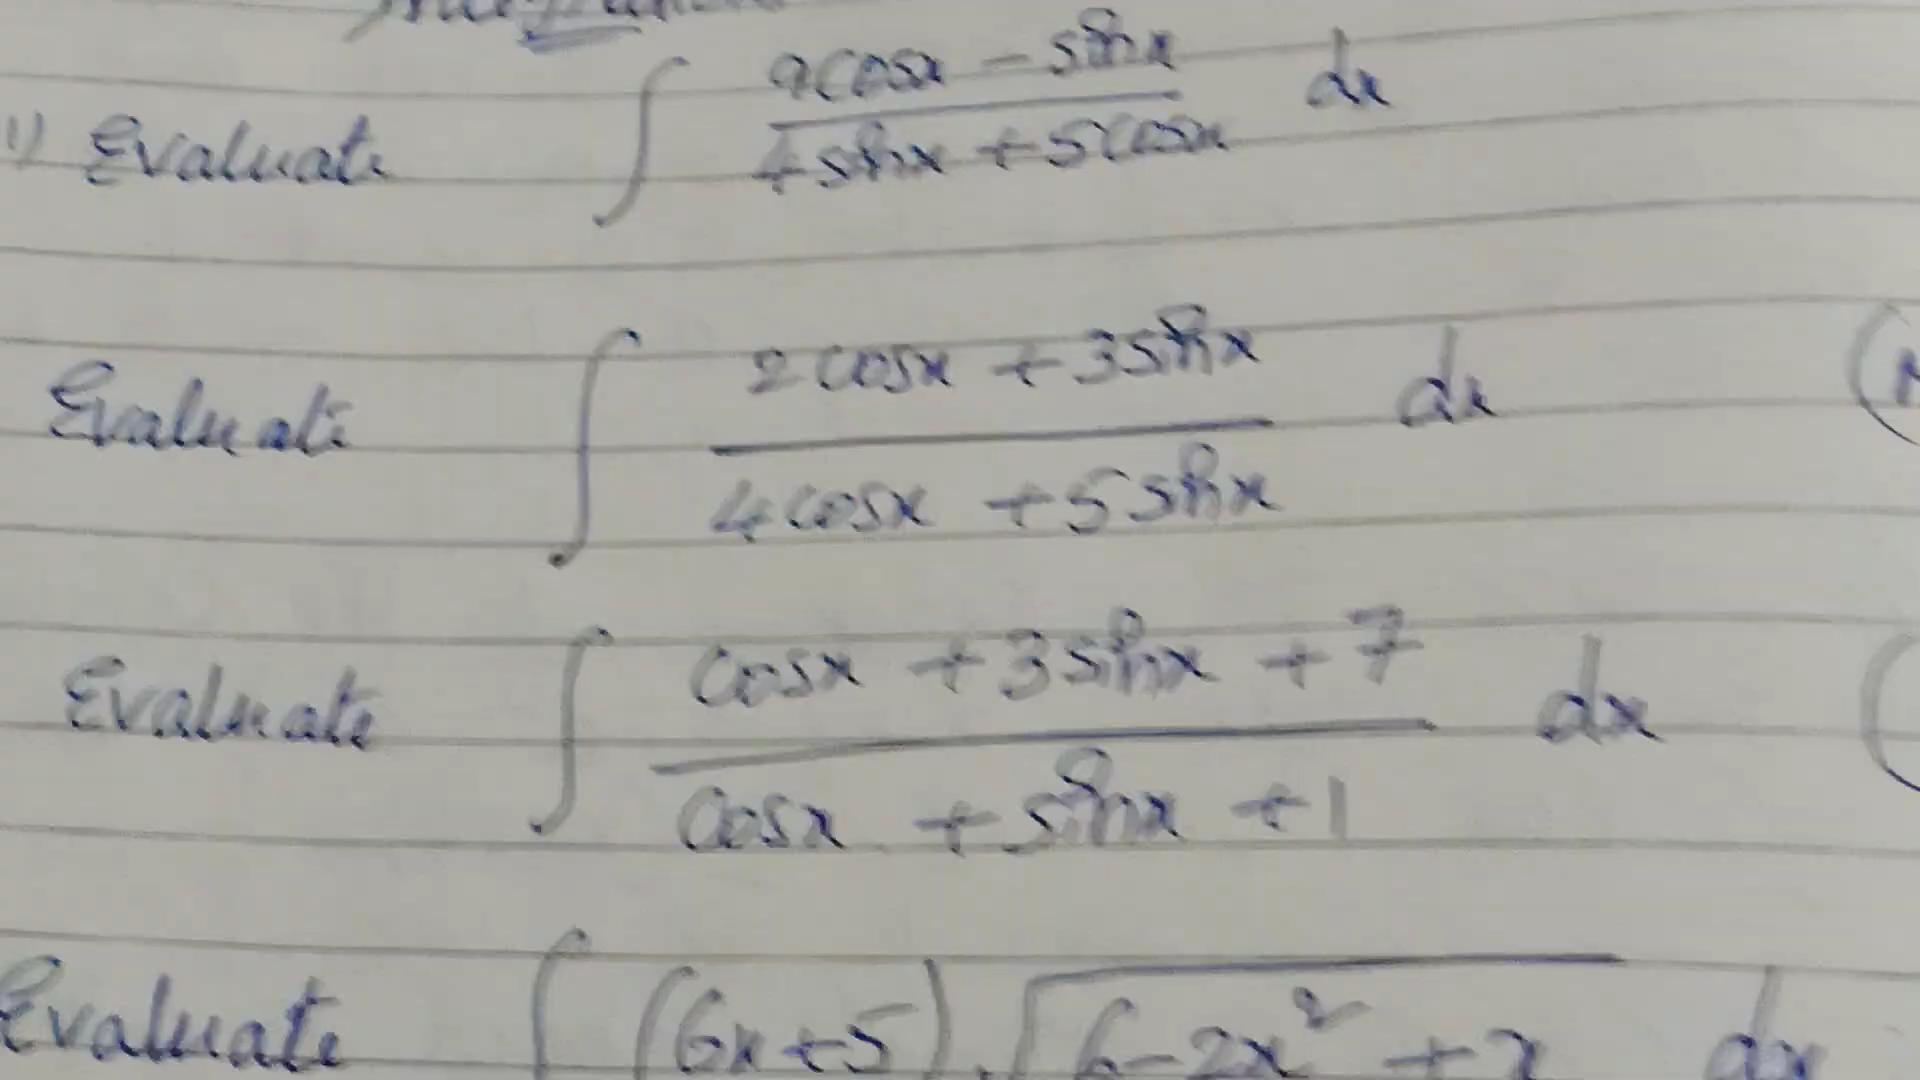 1) Evaluate ∫ (9cosx - sinx)/(4sinx + 5cosx) dx
Evaluate ∫ (2cosx + 3sinx)/(4cosx + 5sinx) dx
Evaluate ∫ (cosx + 3sinx + 7)/(cosx + sinx + 1) dx
Evaluate ∫ (6x+5) √(6-2x²+x) dx